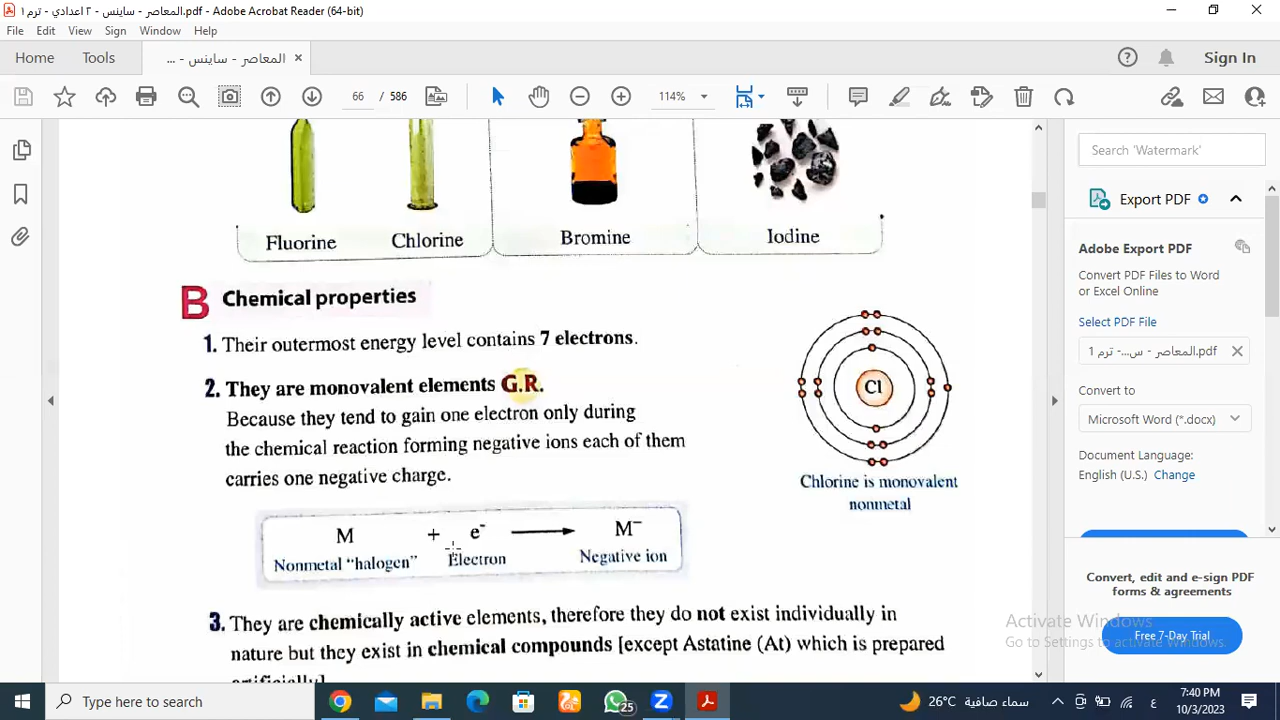 المعاصر - ساينس - ٢ اعدادي - ترم ١.pdf - Adobe Acrobat Reader (64-bit)
File Edit View Sign Window Help
Home Tools المعاصر - ساينس - ... × Sign In
66 / 586 114%
Search 'Watermark'
Export PDF
Adobe Export PDF
Convert PDF Files to Word
or Excel Online
Select PDF File
المعاصر - س...- ترم 1.pdf
Convert to
Microsoft Word (*.docx)
Document Language:
English (U.S.) Change
Convert, edit and e-sign PDF
forms & agreements
Free 7-Day Trial
Activate Windows
Go to Settings to activate Windows.
Fluorine Chlorine Bromine Iodine
B Chemical properties
1. Their outermost energy level contains 7 electrons.
2. They are monovalent elements G.R.
Because they tend to gain one electron only during
the chemical reaction forming negative ions each of them
carries one negative charge.
Cl
Chlorine is monovalent
nonmetal
M + e⁻ ⟶ M⁻
Nonmetal "halogen" Electron Negative ion
3. They are chemically active elements, therefore they do not exist individually in
nature but they exist in chemical compounds [except Astatine (At) which is prepared
artificially]
Type here to search
25
26°C سماء صافية
ع
7:40 PM
10/3/2023